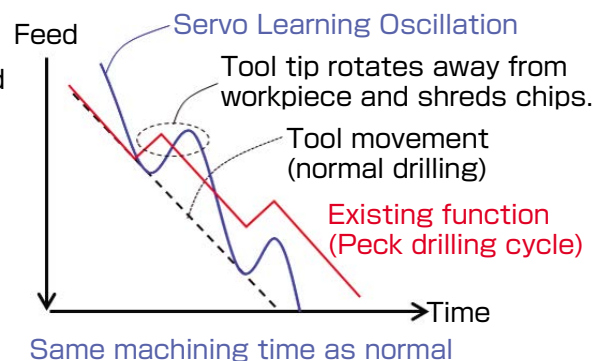 Feed
Servo Learning Oscillation
d
Tool tip rotates away from
workpiece and shreds chips.
Tool movement
(normal drilling)
Existing function
(Peck drilling cycle)
Time
Same machining time as normal